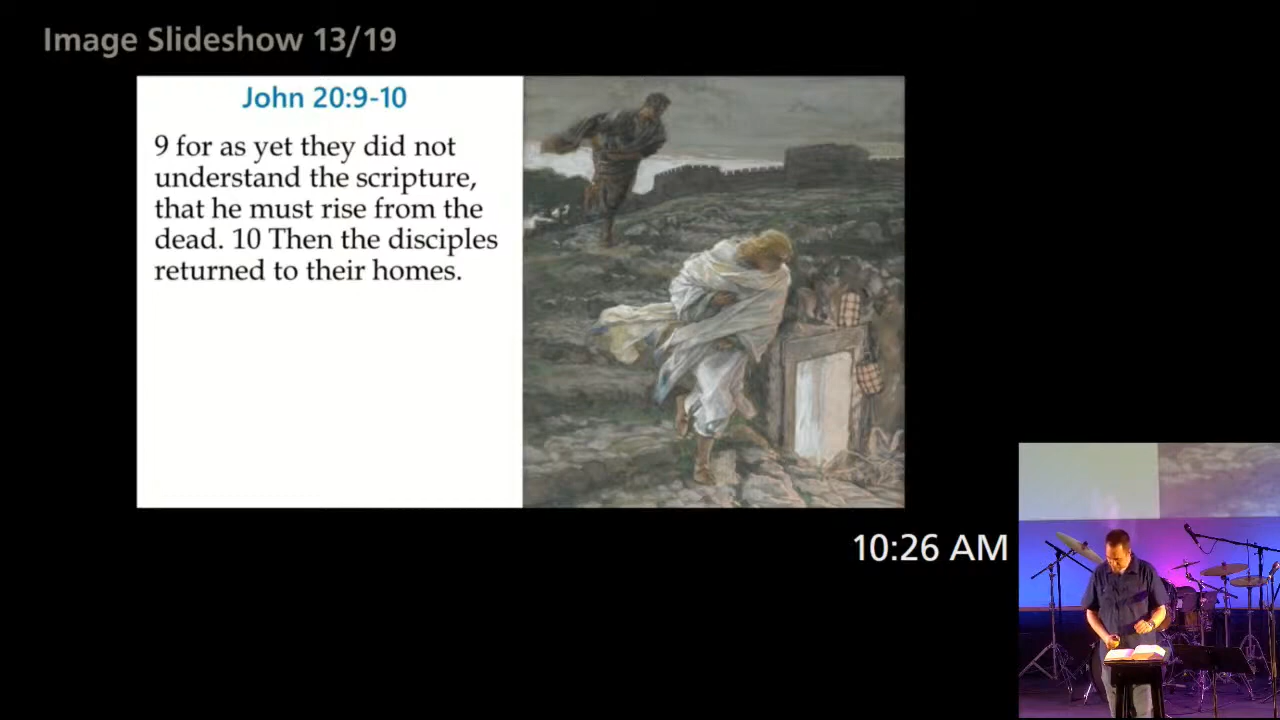 Image Slideshow 13/19
John 20:9-10
9 for as yet they did not
understand the scripture,
that he must rise from the
dead. 10 Then the disciples
returned to their homes.
10:26 AM